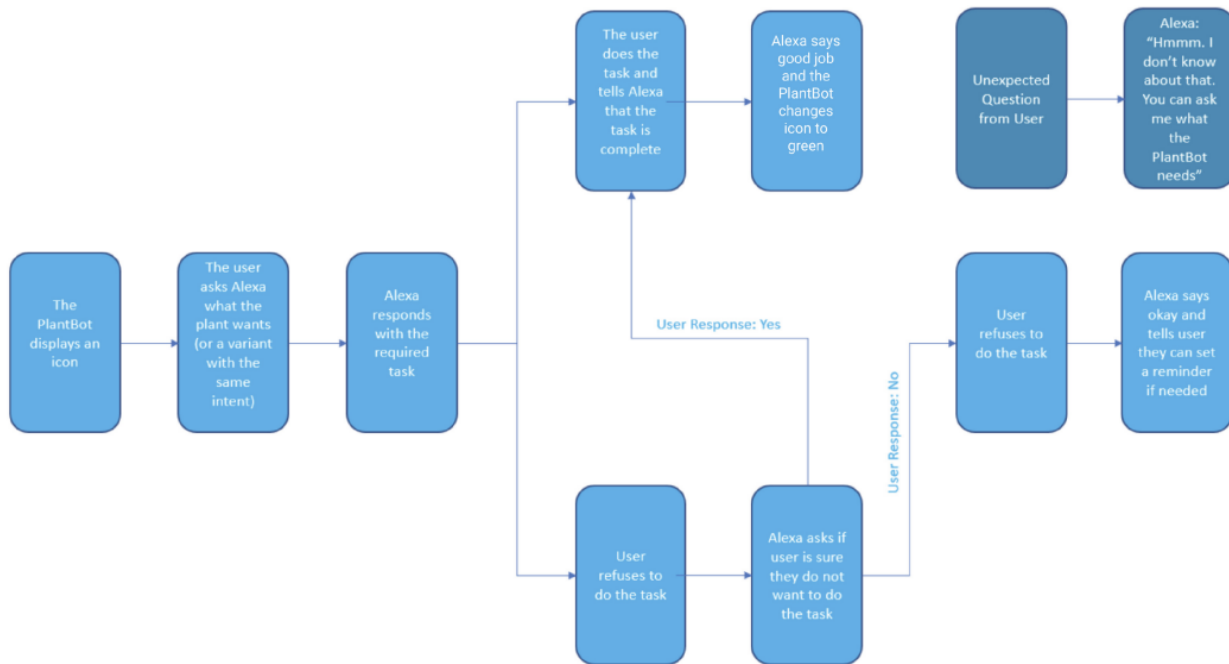 The user
does the
task and
tells Alexa
that the
task is
complete
Alexa says
good job
and the
PlantBot
changes
icon to
green
Unexpected
Question
from User
Alexa:
“Hmmm. I
don’t know
about that.
You can ask
me what
the
PlantBot
needs”
The
PlantBot
displays an
icon
The user
asks Alexa
what the
plant wants
(or a variant
with the
same
intent)
Alexa
responds
with the
required
task
User Response: Yes
User Response: No
User
refuses to
do the task
Alexa says
okay and
tells user
they can set
a reminder
if needed
User
refuses to
do the task
Alexa asks if
user is sure
they do not
want to do
the task